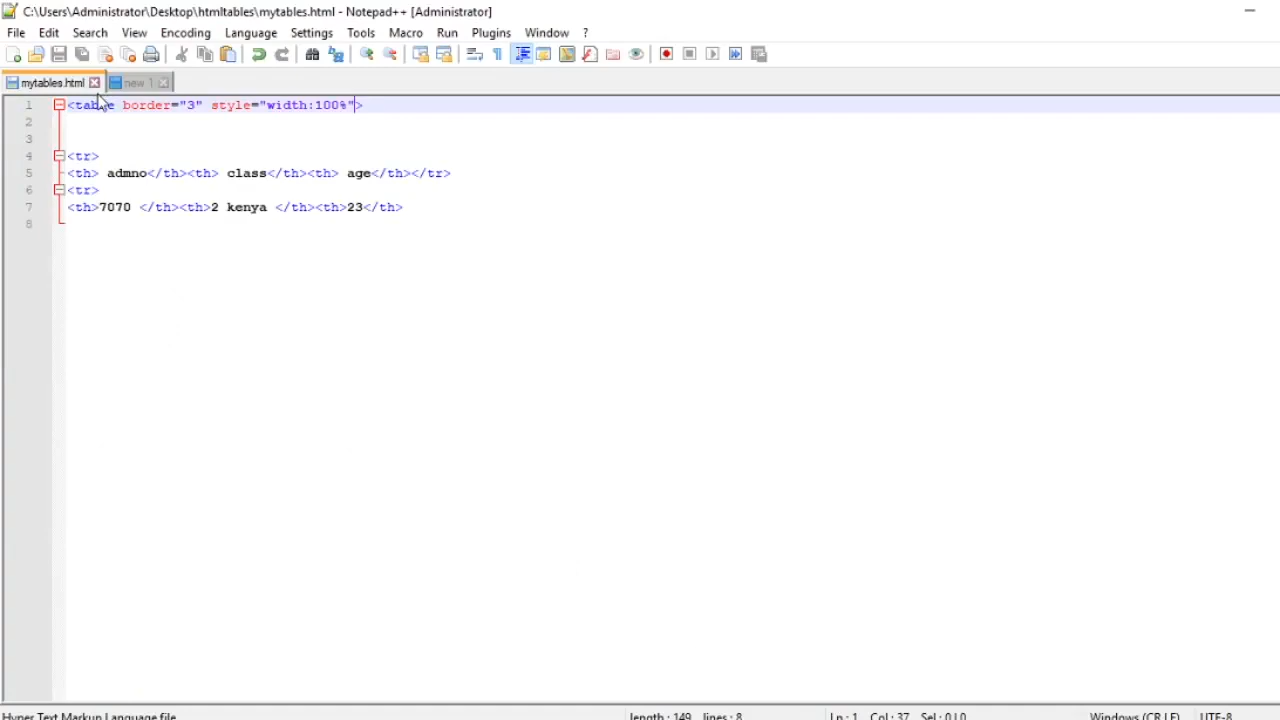 C:\Users\Administrator\Desktop\htmltables\mytables.html - Notepad++ [Administrator]
File Edit Search View Encoding Language Settings Tools Macro Run Plugins Window ?
mytables.html new 1
1 <table border="3" style="width:100%">
2
3
4 <tr>
5 <th> admno</th><th> class</th><th> age</th></tr>
6 <tr>
7 <th>7070 </th><th>2 kenya </th><th>23</th>
8
Hyper Text Markup Language file length : 149 lines : 8 Ln : 1 Col : 37 Sel : 0 | 0 Windows (CR LF) UTF-8